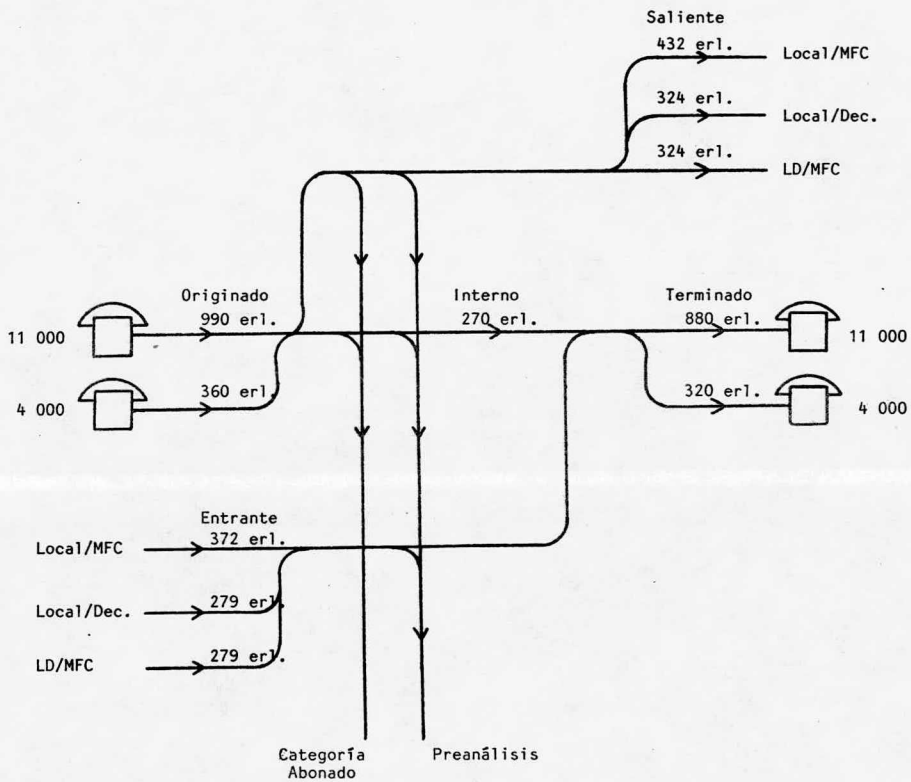 Saliente
432 erl.
Local/MFC
324 erl.
Local/Dec.
324 erl.
LD/MFC
Originado
Interno
Terminado
990 erl.
270 erl.
880 erl.
11 000
11 000
360 erl.
320 erl.
4 000
4 000
Entrante
Local/MFC
372 erl.
Local/Dec.
279 erl.
LD/MFC
279 erl.
Categoría
Abonado
Preanálisis